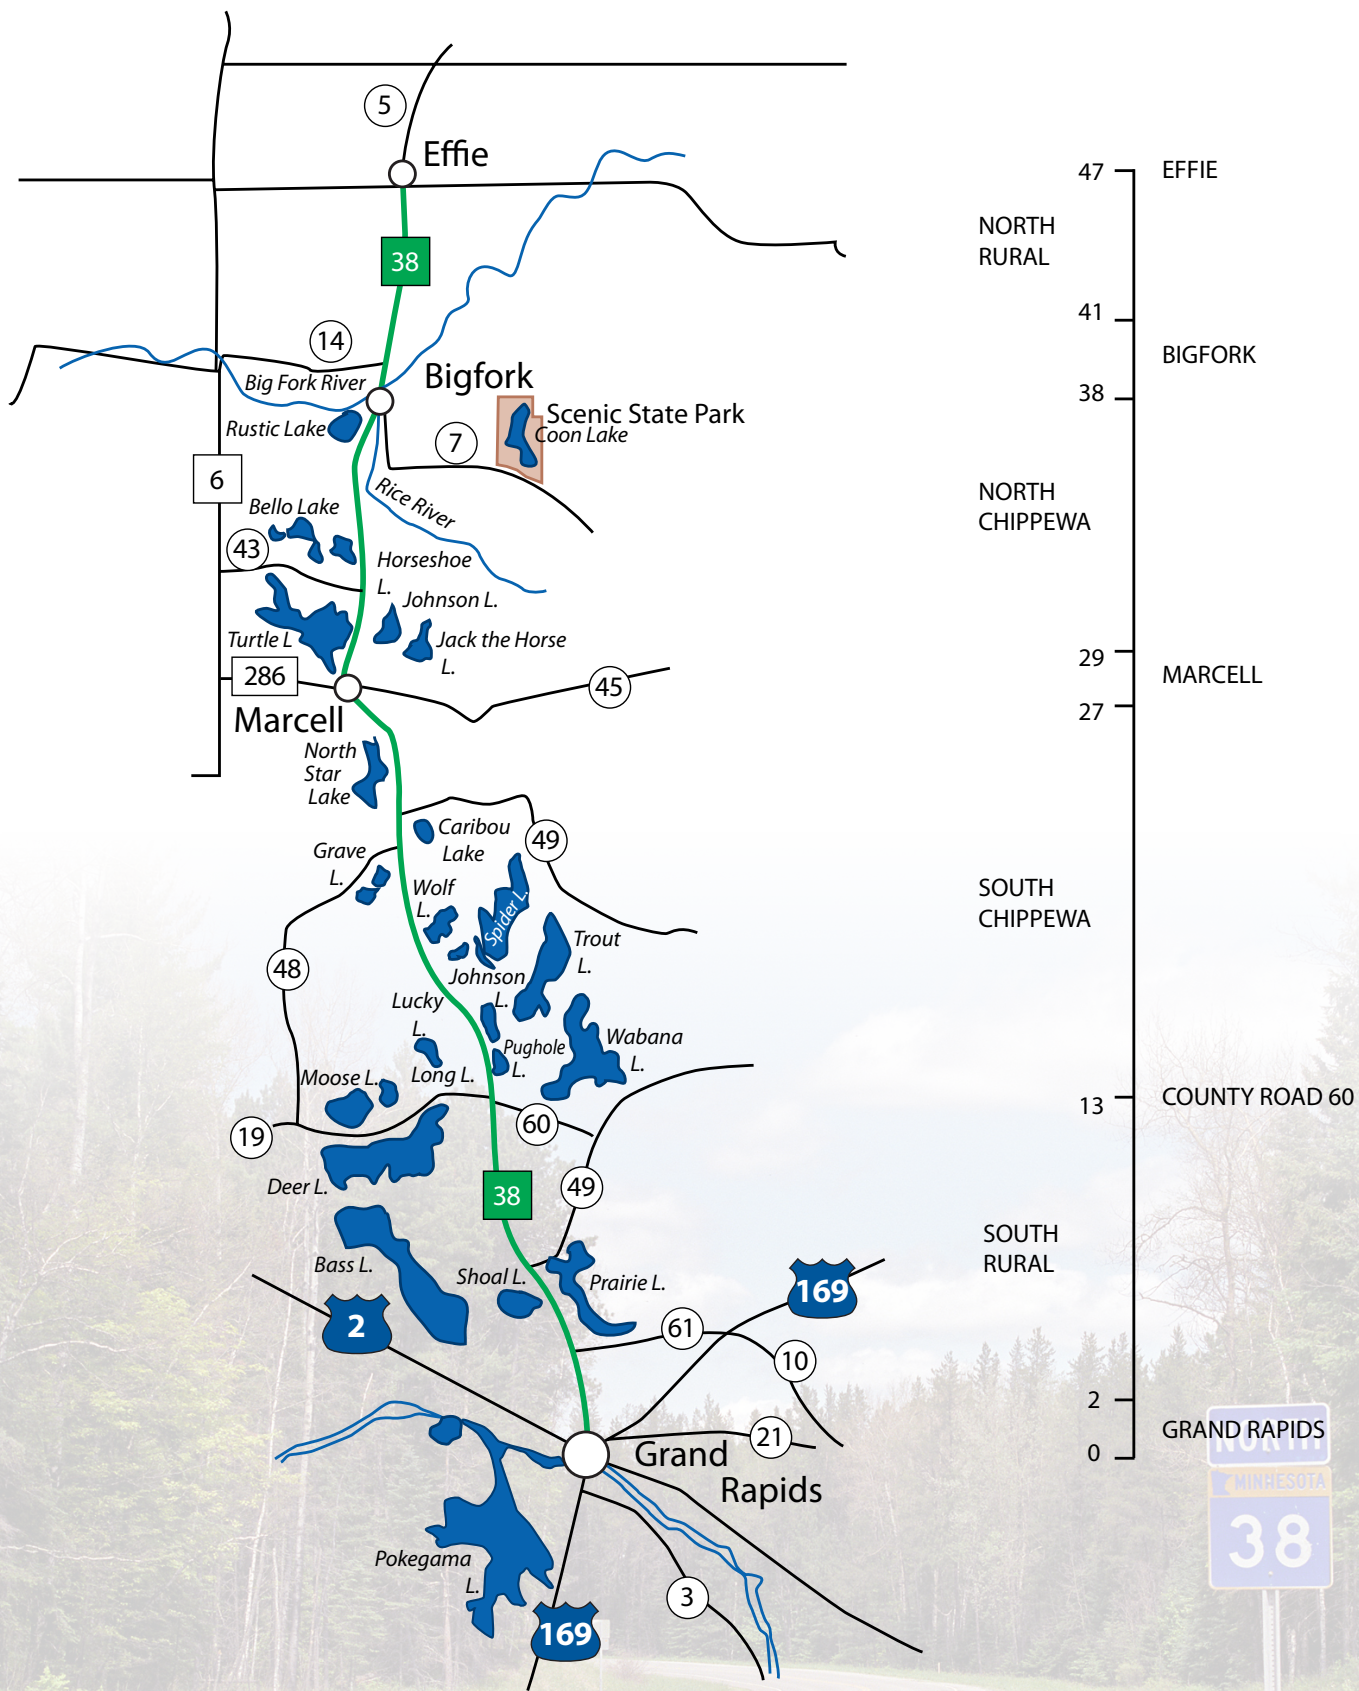 5
Effie
38
14
Big Fork River
Bigfork
Rustic Lake
Scenic State Park
Coon Lake
7
6
Rice River
Bello Lake
43
Horseshoe
L.
Johnson L.
Turtle L
Jack the Horse
L.
286
45
Marcell
North
Star
Lake
Caribou
Lake
49
Grave
L.
Wolf
L.
Spider L.
Trout
L.
48
Johnson
L.
Lucky
L.
Pughole
L.
Wabana
L.
Long L.
Moose L.
19
60
Deer L.
38
49
Bass L.
Shoal L.
Prairie L.
169
2
61
10
21
Grand
Rapids
Pokegama
L.
3
169
47
EFFIE
NORTH
RURAL
41
BIGFORK
38
NORTH
CHIPPEWA
29
MARCELL
27
SOUTH
CHIPPEWA
13
COUNTY ROAD 60
SOUTH
RURAL
2
GRAND RAPIDS
0
NORTH
MINNESOTA
38